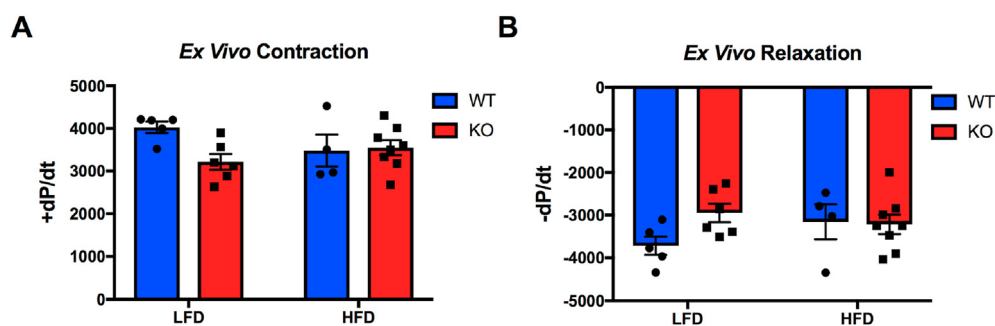 A
Ex Vivo Contraction
+dP/dt
5000
4000
3000
2000
1000
0
LFD
HFD
WT
KO
B
Ex Vivo Relaxation
-dP/dt
0
-1000
-2000
-3000
-4000
-5000
LFD
HFD
WT
KO